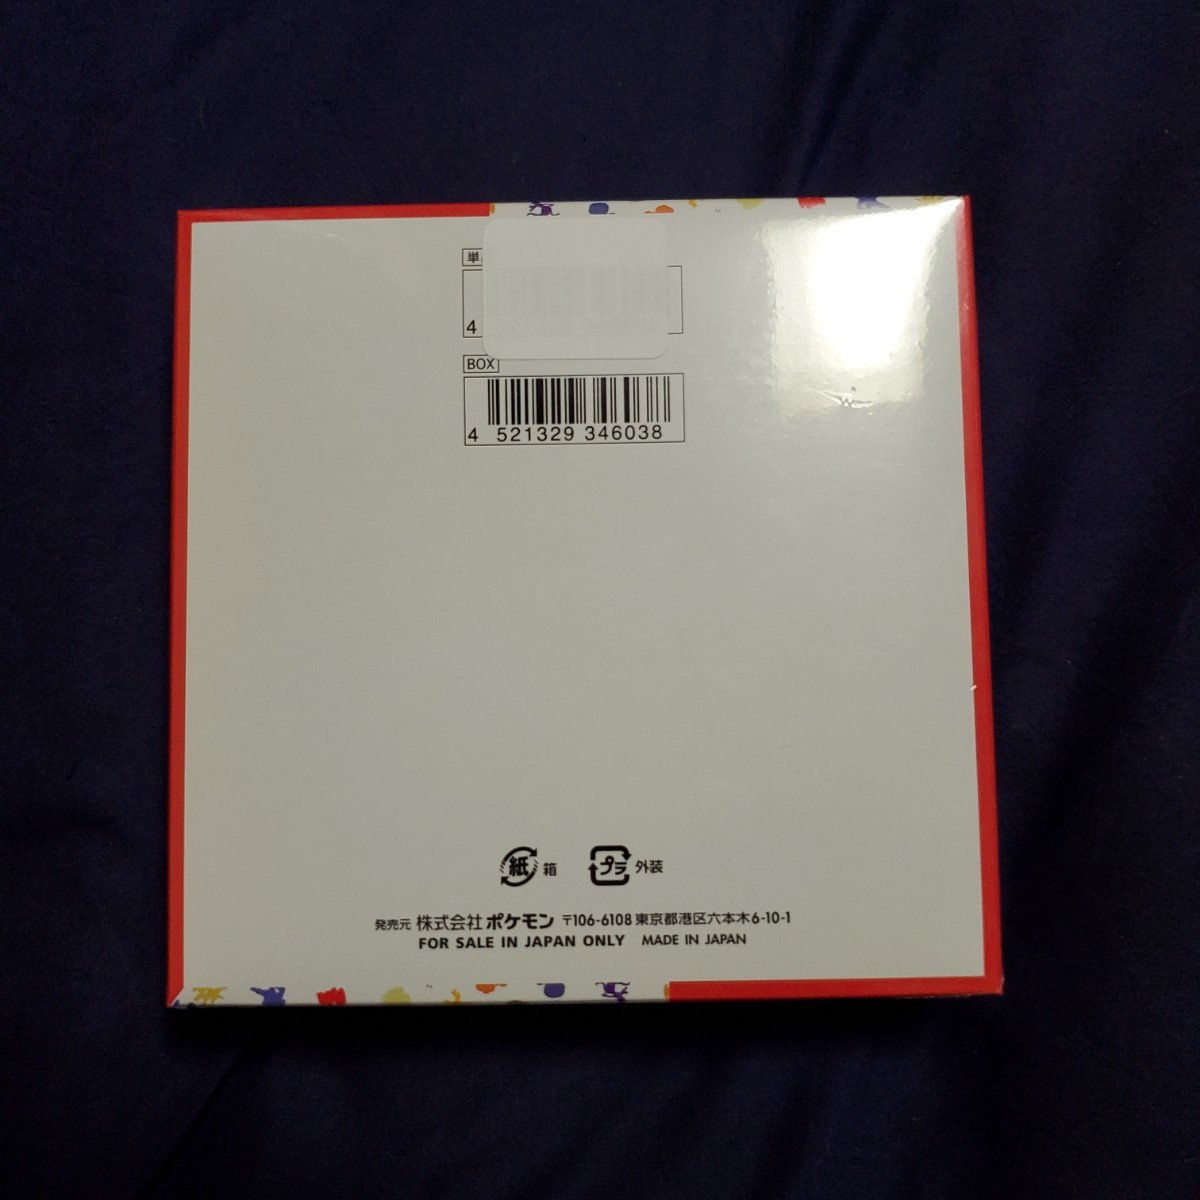 単
4
BOX
4 521329 346038
紙 箱 プラ 外装
発売元 株式会社 ポケモン 〒106-6108 東京都港区六本木6-10-1
FOR SALE IN JAPAN ONLY MADE IN JAPAN